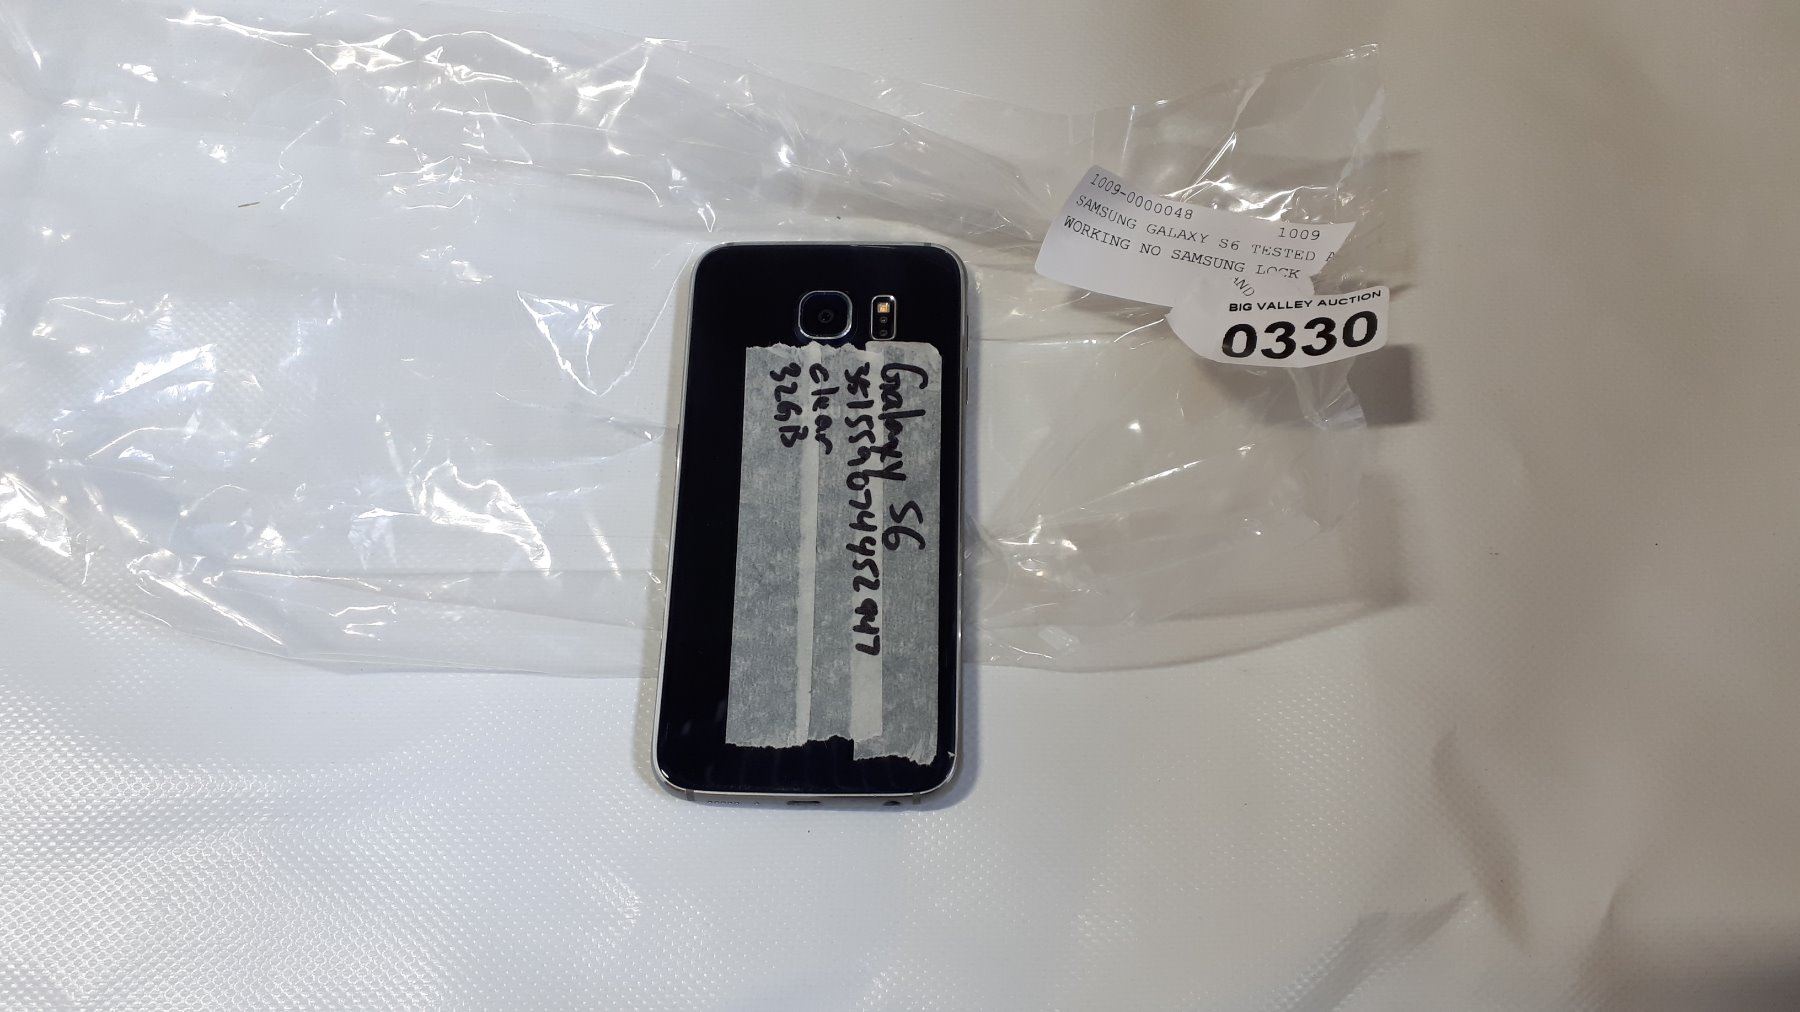 1009-0000048 1009
SAMSUNG GALAXY S6 TESTED A
WORKING NO SAMSUNG LOCK
AND
BIG VALLEY AUCTION
0330
Galaxy S6
clear
32GB